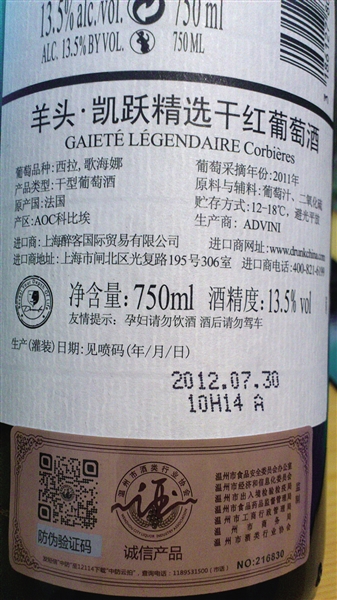 13.5% alc./vol. 750 ml
ALC. 13.5% BY VOL. 750 ML
羊头·凯跃精选干红葡萄酒
GAIETÉ LÉGENDAIRE Corbières
葡萄品种:西拉,歌海娜 葡萄采摘年份:2011年
产品类型:干型葡萄酒 原料与辅料:葡萄汁、二氧化硫
原产国:法国 贮存方式:12-18℃,避光平放
产区:AOC科比埃 生产商: ADVINI
进口商:上海醉客国际贸易有限公司 进口商网址:www.drunkchina.com
进口商地址:上海市闸北区光复路195号306室 进口商电话:400-821-6199
净含量:750ml 酒精度:13.5% vol
友情提示: 孕妇请勿饮酒 酒后请勿驾车
生产(灌装)日期:见喷码(年/月/日)
2012.07.30
10H14 A
温州市酒类行业协会
酒
诚信产品
防伪验证码
温州市食品安全委员会办公室
温州市经济和信息化委员会
温州市出入境检验检疫局
温州市食品药品监督管理局
温州市工商行政管理局
温州市商务局
温州市酒类行业协会
监制
NO:216830